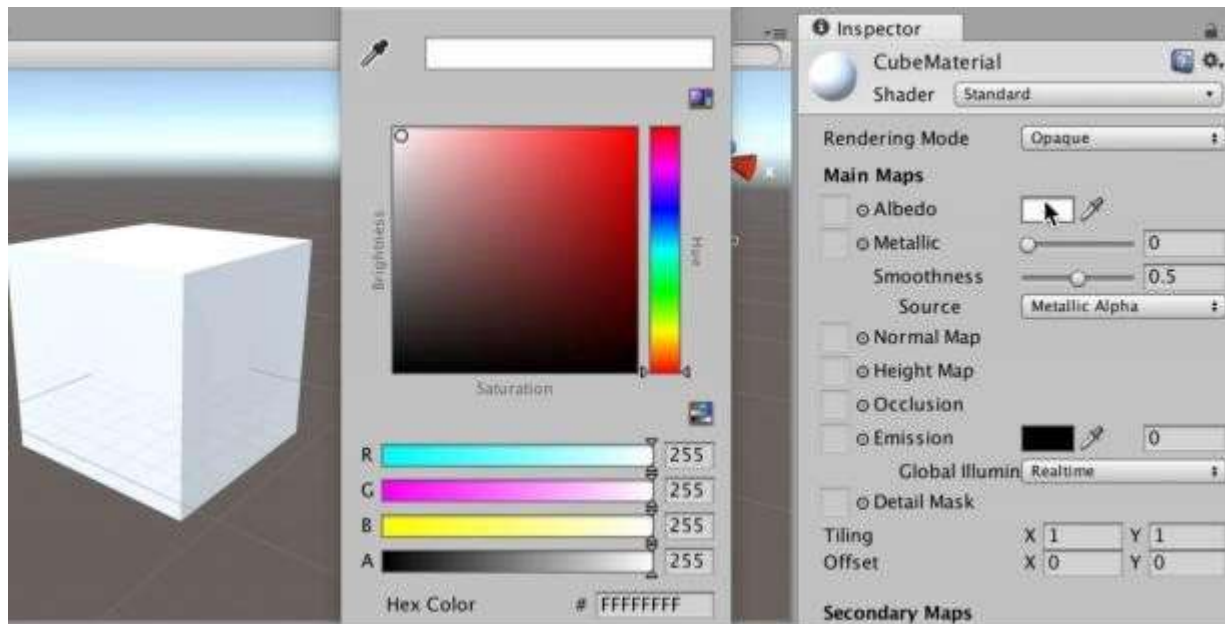 Inspector
CubeMaterial
Shader Standard
Rendering Mode Opaque
Main Maps
Albedo
Metallic 0
Smoothness 0.5
Source Metallic Alpha
Normal Map
Height Map
Occlusion
Emission 0
Global Illumin Realtime
Detail Mask
Tiling X 1 Y 1
Offset X 0 Y 0
Secondary Maps
Brightness
Hue
Saturation
R 255
G 255
B 255
A 255
Hex Color # FFFFFFFF
x